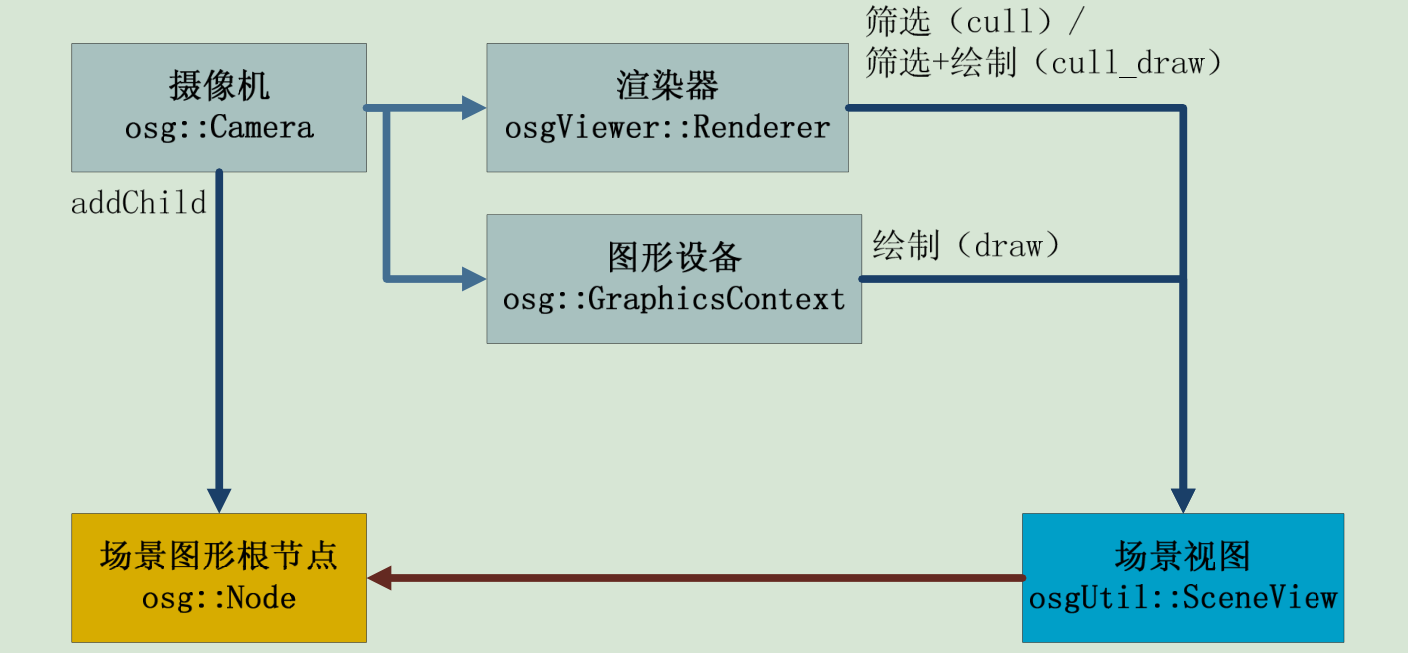 筛选（cull）/
筛选+绘制（cull_draw）
摄像机
osg::Camera
渲染器
osgViewer::Renderer
addChild
图形设备
osg::GraphicsContext
绘制（draw）
场景图形根节点
osg::Node
场景视图
osgUtil::SceneView